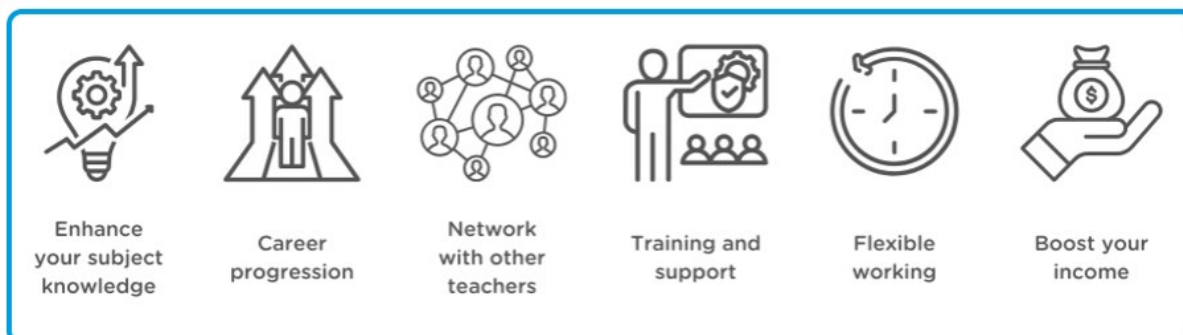 Enhance
your subject
knowledge
Career
progression
Network
with other
teachers
Training and
support
Flexible
working
Boost your
income
$